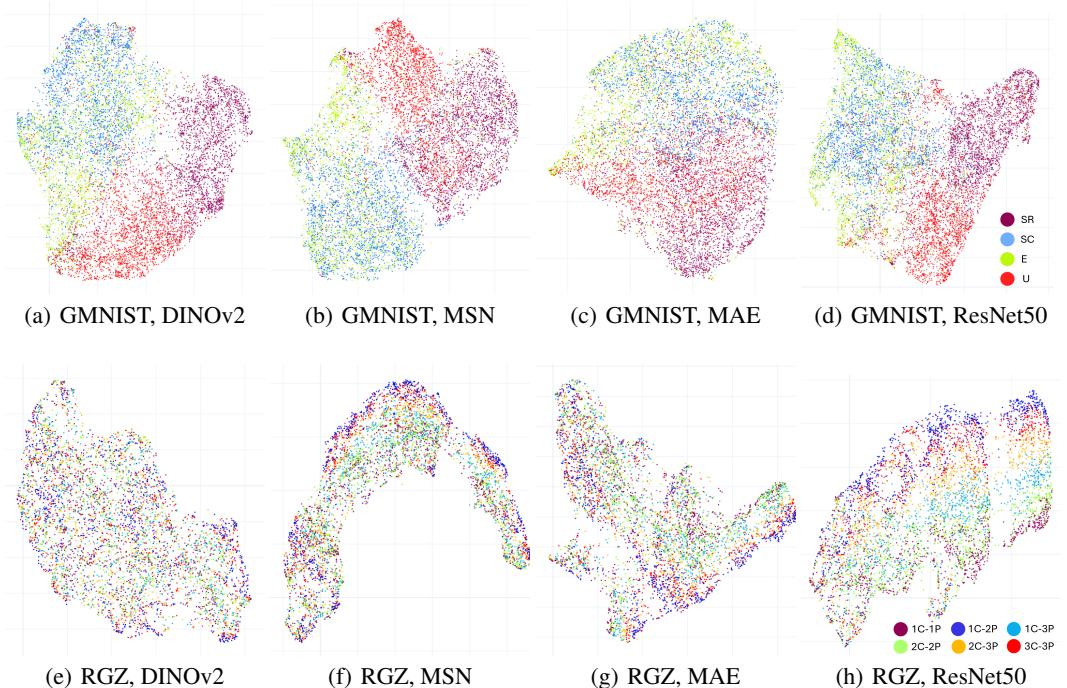 SR
SC
E
U
(a) GMNIST, DINOv2 (b) GMNIST, MSN (c) GMNIST, MAE (d) GMNIST, ResNet50
1C-1P 1C-2P 1C-3P
2C-2P 2C-3P 3C-3P
(e) RGZ, DINOv2 (f) RGZ, MSN (g) RGZ, MAE (h) RGZ, ResNet50